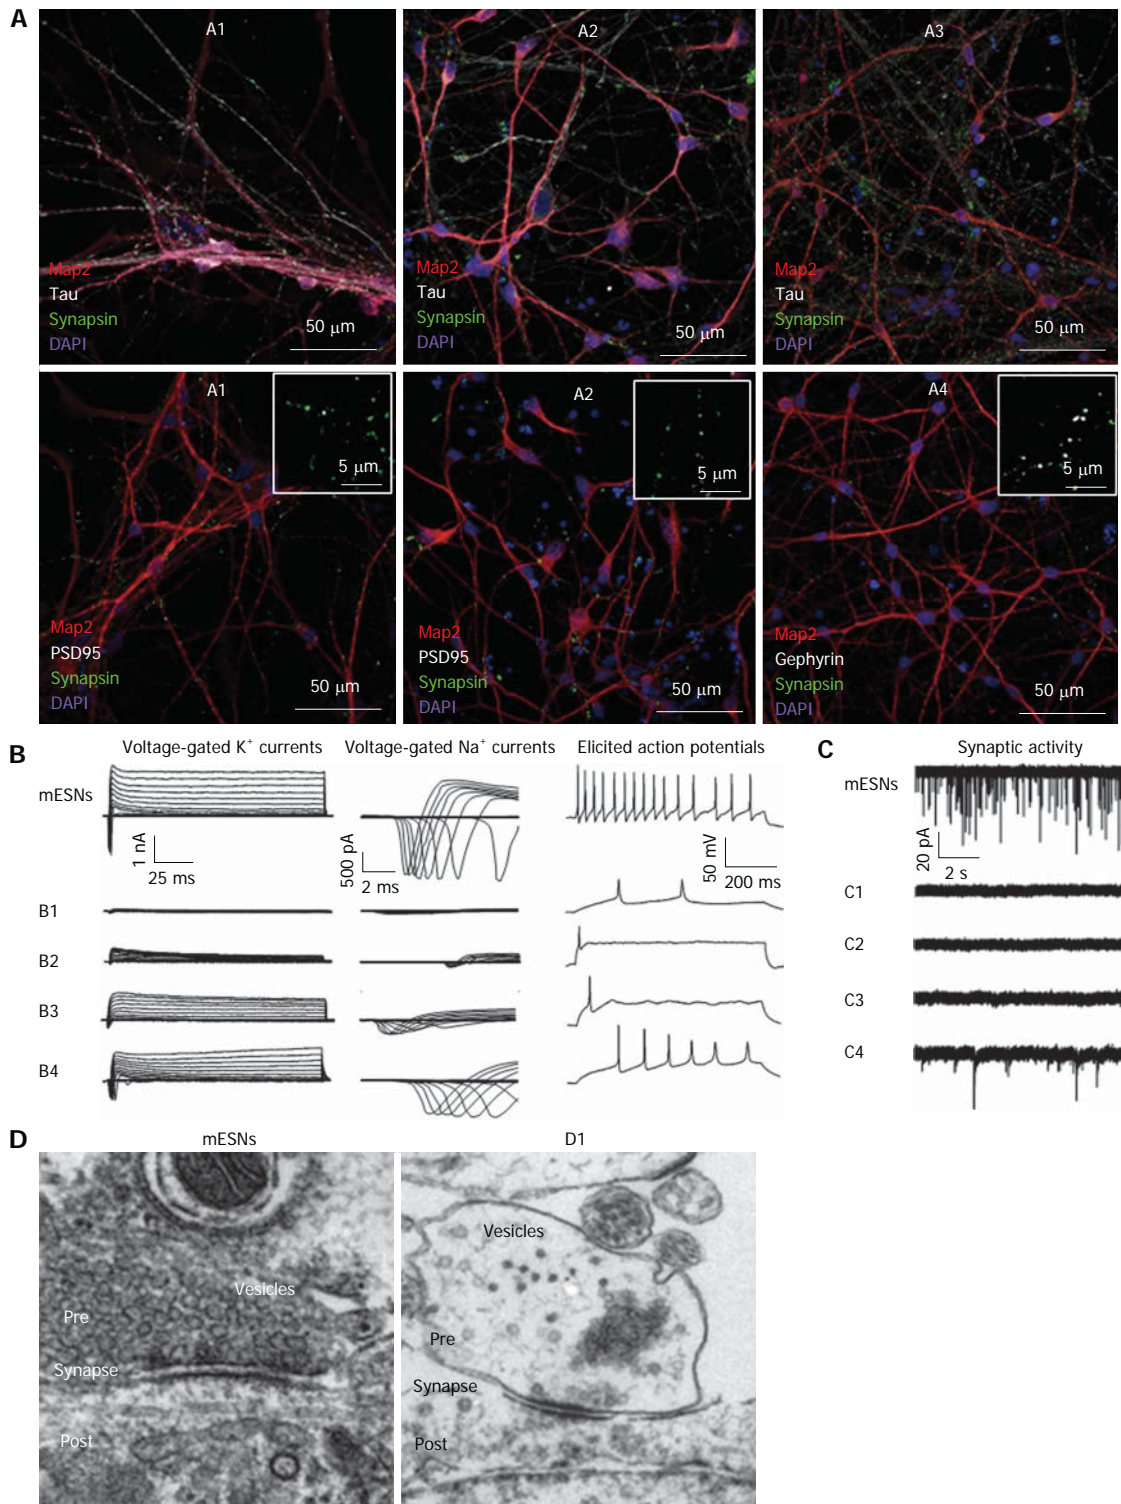 A
A1
Map2
Tau
Synapsin
DAPI
50 μm
A2
Map2
Tau
Synapsin
DAPI
50 μm
A3
Map2
Tau
Synapsin
DAPI
50 μm
A1
5 μm
Map2
PSD95
Synapsin
DAPI
50 μm
A2
5 μm
Map2
PSD95
Synapsin
DAPI
50 μm
A4
5 μm
Map2
Gephyrin
Synapsin
DAPI
50 μm
B
Voltage-gated K⁺ currents
Voltage-gated Na⁺ currents
Elicited action potentials
mESNs
1 nA
25 ms
500 pA
2 ms
50 mV
200 ms
B1
B2
B3
B4
C
Synaptic activity
mESNs
20 pA
2 s
C1
C2
C3
C4
D
mESNs
Vesicles
Pre
Synapse
Post
D1
Vesicles
Pre
Synapse
Post